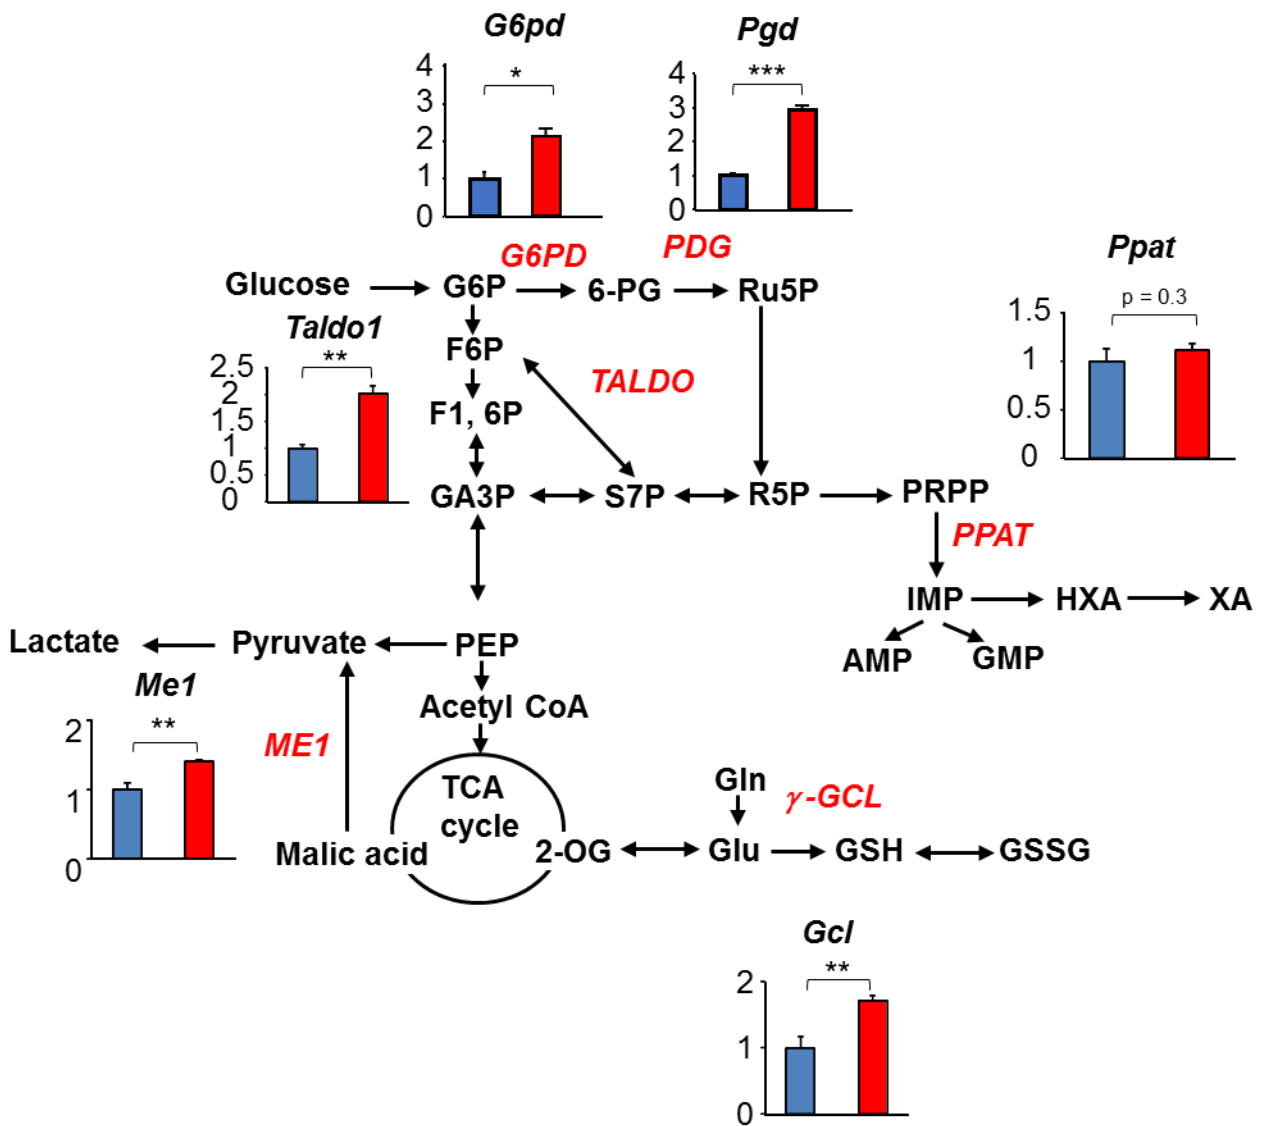 G6pd
Pgd
4
3
2
1
0
*
4
3
2
1
0
***
G6PD
PDG
Ppat
Glucose
G6P
6-PG
Ru5P
p = 0.3
1.5
1
0.5
0
Taldo1
**
2.5
2
1.5
1
0.5
0
F6P
TALDO
F1, 6P
GA3P
S7P
R5P
PRPP
PPAT
IMP
HXA
XA
AMP
GMP
Lactate
Pyruvate
PEP
Me1
**
2
1
0
ME1
Acetyl CoA
TCA
cycle
Malic acid
2-OG
Gln
γ-GCL
Glu
GSH
GSSG
Gcl
**
2
1
0